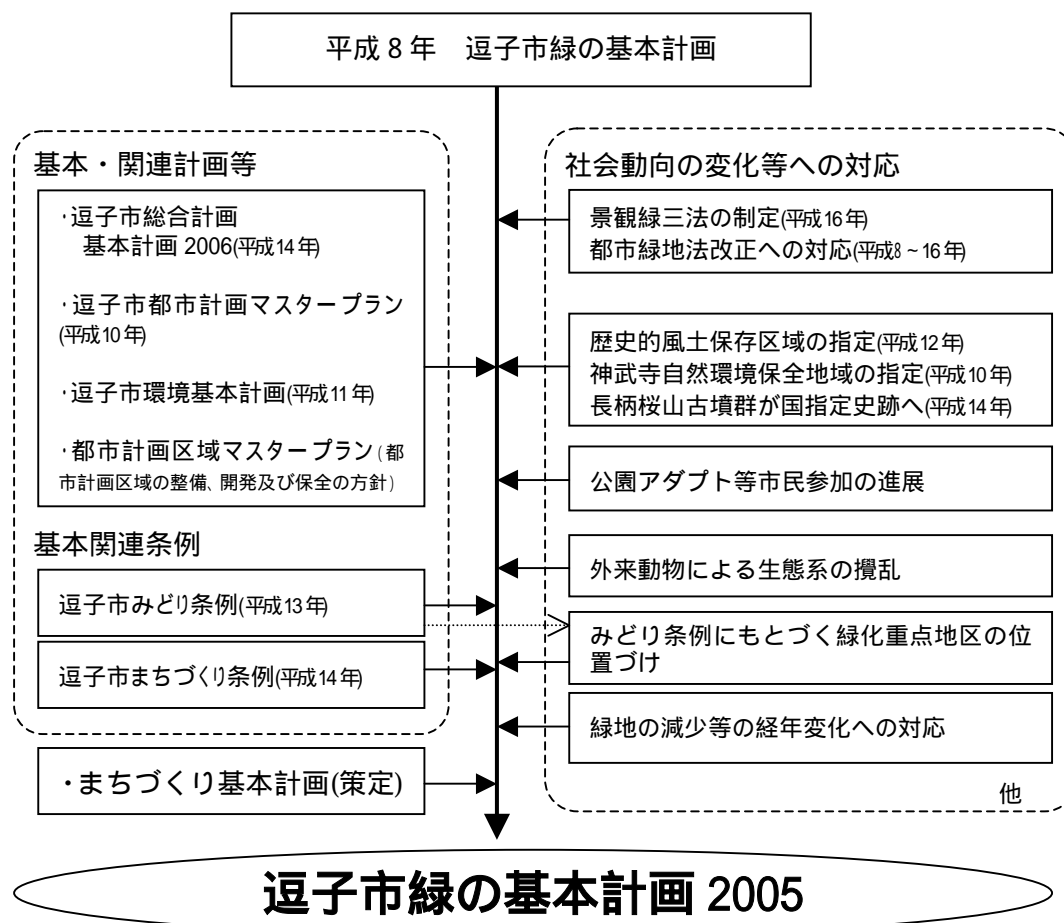 平成8年　逗子市緑の基本計画
基本・関連計画等
・逗子市総合計画
基本計画 2006(平成14年)
・逗子市都市計画マスタープラン
(平成10年)
・逗子市環境基本計画(平成11年)
・都市計画区域マスタープラン(都
市計画区域の整備、開発及び保全の方針)
基本関連条例
逗子市みどり条例(平成13年)
逗子市まちづくり条例(平成14年)
・まちづくり基本計画(策定)
社会動向の変化等への対応
景観緑三法の制定(平成16年)
都市緑地法改正への対応(平成8~16年)
歴史的風土保存区域の指定(平成12年)
神武寺自然環境保全地域の指定(平成10年)
長柄桜山古墳群が国指定史跡へ(平成14年)
公園アダプト等市民参加の進展
外来動物による生態系の攪乱
みどり条例にもとづく緑化重点地区の位
置づけ
緑地の減少等の経年変化への対応
他
逗子市緑の基本計画 2005